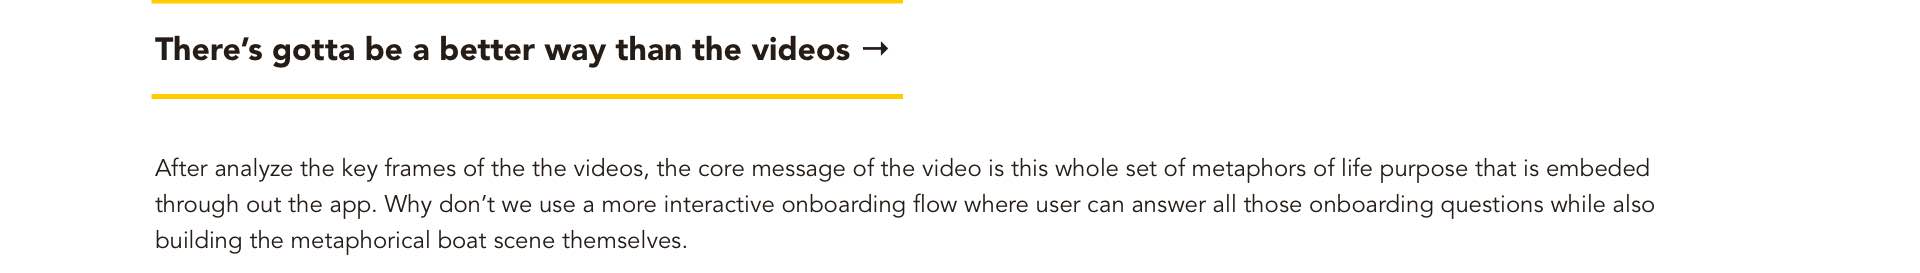 There’s gotta be a better way than the videos →
After analyze the key frames of the the videos, the core message of the video is this whole set of metaphors of life purpose that is embeded
through out the app. Why don’t we use a more interactive onboarding flow where user can answer all those onboarding questions while also
building the metaphorical boat scene themselves.